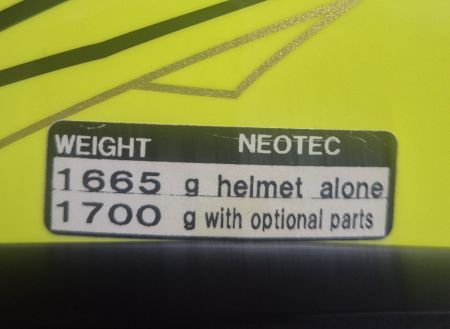 WEIGHT NEOTEC
1665 g helmet alone
1700 g with optional parts